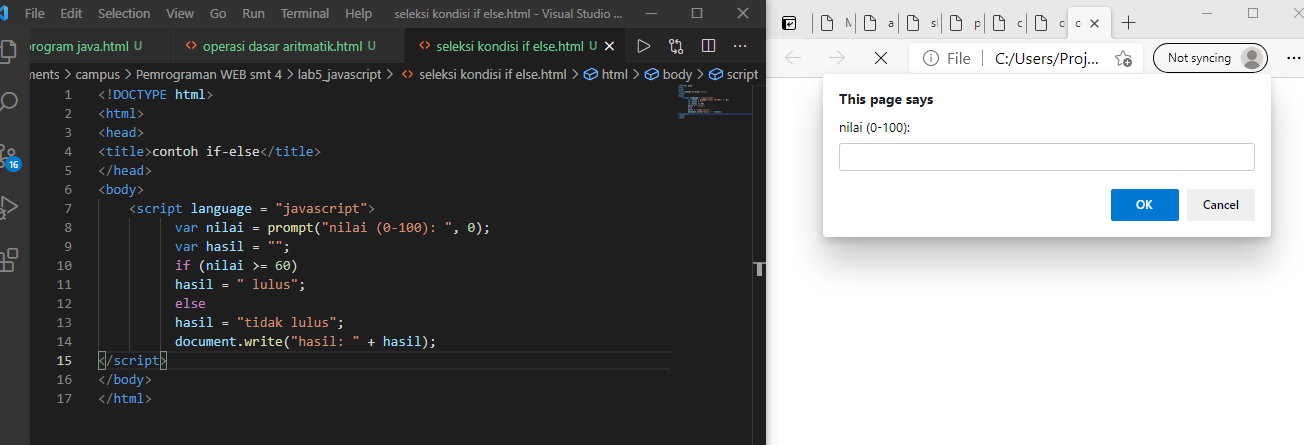 File Edit Selection View Go Run Terminal Help seleksi kondisi if else.html - Visual Studio ...
program java.html U operasi dasar aritmatik.html U seleksi kondisi if else.html U
ments > campus > Pemrograman WEB smt 4 > lab5_javascript > seleksi kondisi if else.html > html > body > script
1 <!DOCTYPE html>
2 <html>
3 <head>
4 <title>contoh if-else</title>
5 </head>
6 <body>
7 <script language = "javascript">
8 var nilai = prompt("nilai (0-100): ", 0);
9 var hasil = "";
10 if (nilai >= 60)
11 hasil = " lulus";
12 else
13 hasil = "tidak lulus";
14 document.write("hasil: " + hasil);
15 </script>
16 </body>
17 </html>
16
File C:/Users/Proj... Not syncing
This page says
nilai (0-100):
OK Cancel